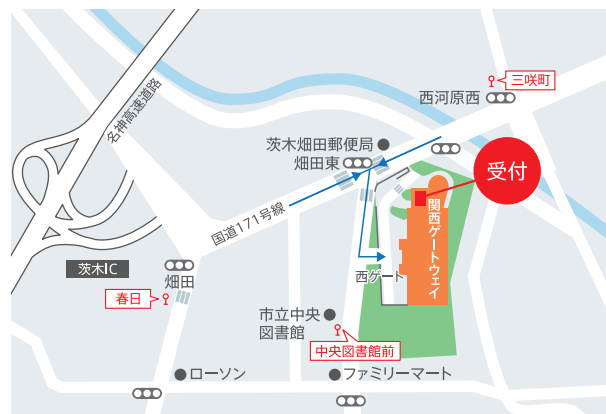 三咲町
西河原西
名神高速道路
茨木畑田郵便局
畑田東
受付
関西ゲートウェイ
国道171号線
茨木IC
西ゲート
畑田
春日
市立中央
図書館
中央図書館前
ローソン
ファミリーマート